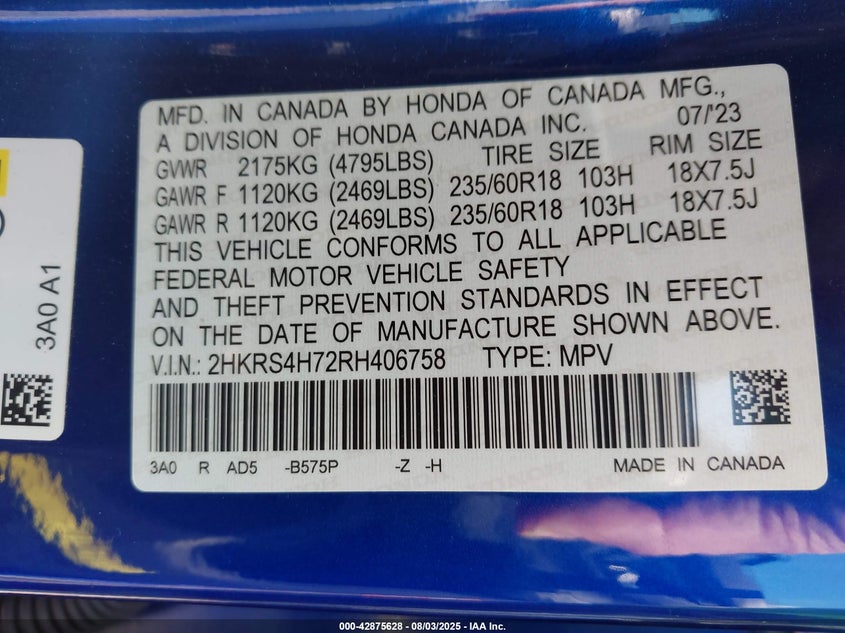 MFD. IN CANADA BY HONDA OF CANADA MFG.,
A DIVISION OF HONDA CANADA INC. 07/'23
GVWR 2175KG (4795LBS) TIRE SIZE RIM SIZE
GAWR F 1120KG (2469LBS) 235/60R18 103H 18X7.5J
GAWR R 1120KG (2469LBS) 235/60R18 103H 18X7.5J
THIS VEHICLE CONFORMS TO ALL APPLICABLE
FEDERAL MOTOR VEHICLE SAFETY
AND THEFT PREVENTION STANDARDS IN EFFECT
ON THE DATE OF MANUFACTURE SHOWN ABOVE.
V.I.N.: 2HKRS4H72RH406758 TYPE: MPV
3A0 R AD5 -B575P -Z -H MADE IN CANADA
3A0 A1
000-42875628 - 08/03/2025 - IAA Inc.